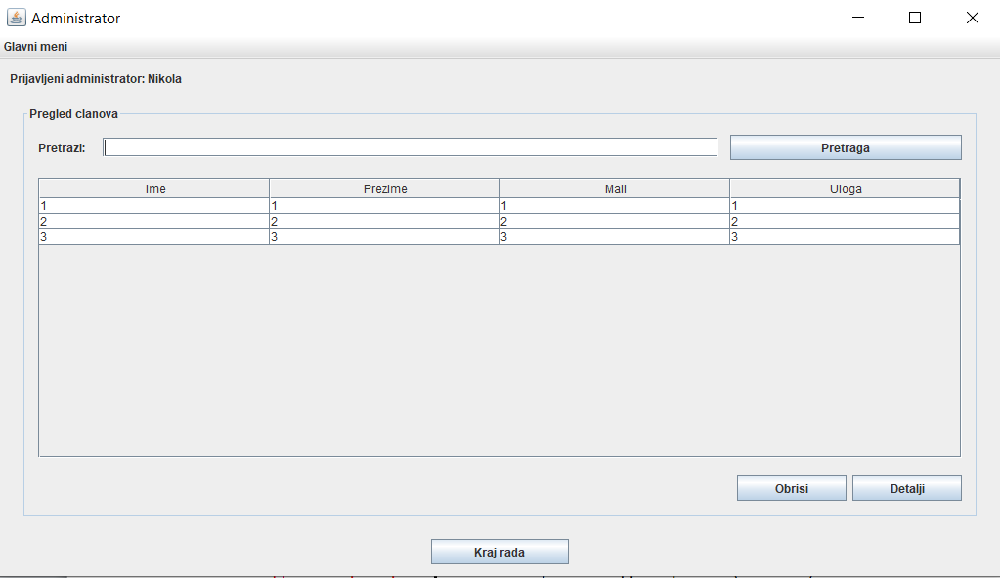 Administrator
Glavni meni
Prijavljeni administrator: Nikola
Pregled clanova
Pretrazi: Pretraga
Ime Prezime Mail Uloga
1 1 1 1
2 2 2 2
3 3 3 3
Obrisi Detalji
Kraj rada